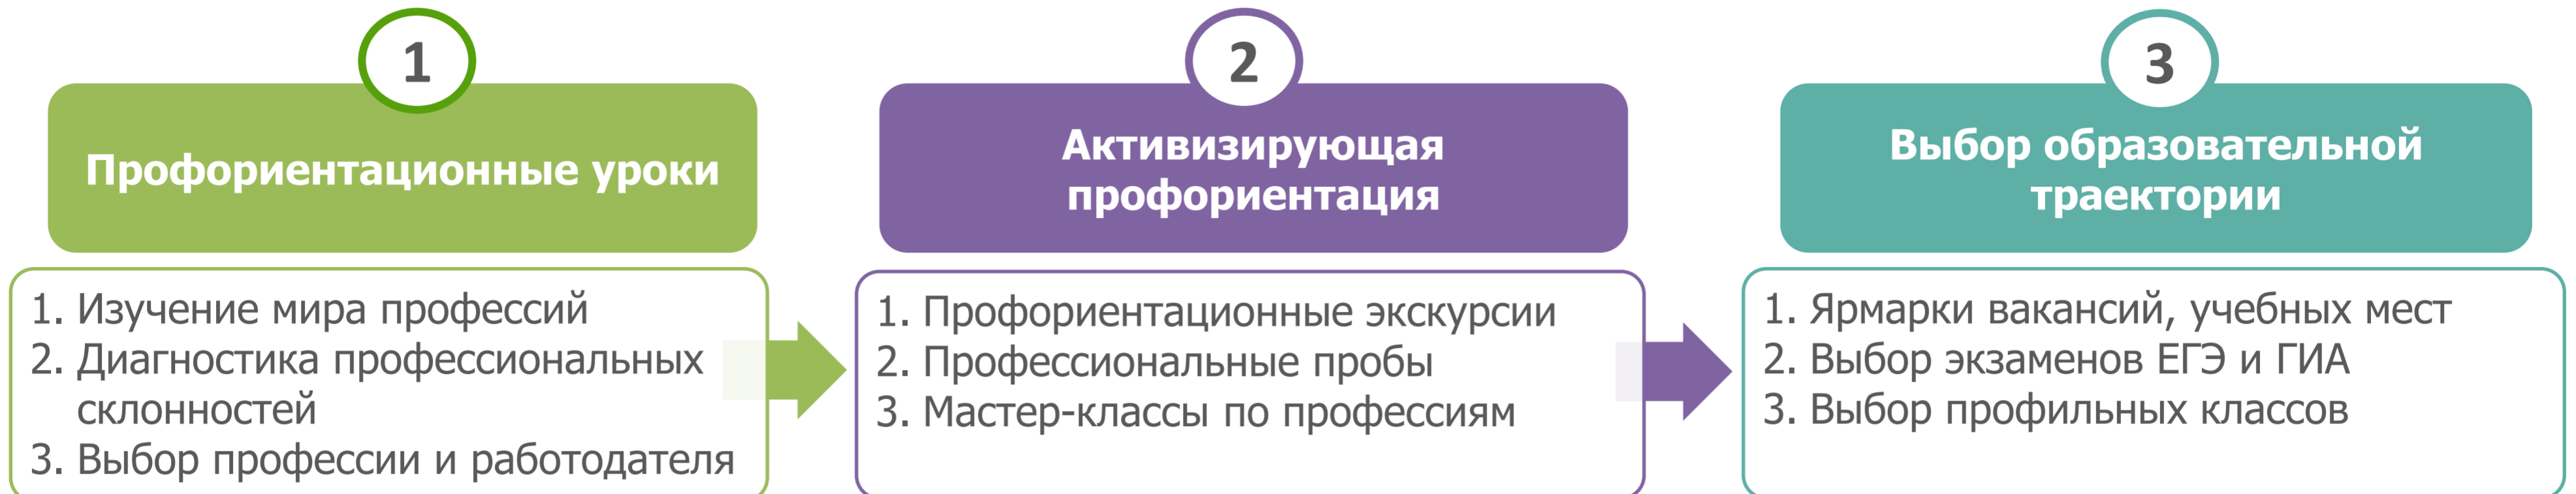 1
Профориентационные уроки
1. Изучение мира профессий
2. Диагностика профессиональных
склонностей
3. Выбор профессии и работодателя
2
Активизирующая
профориентация
1. Профориентационные экскурсии
2. Профессиональные пробы
3. Мастер-классы по профессиям
3
Выбор образовательной
траектории
1. Ярмарки вакансий, учебных мест
2. Выбор экзаменов ЕГЭ и ГИА
3. Выбор профильных классов